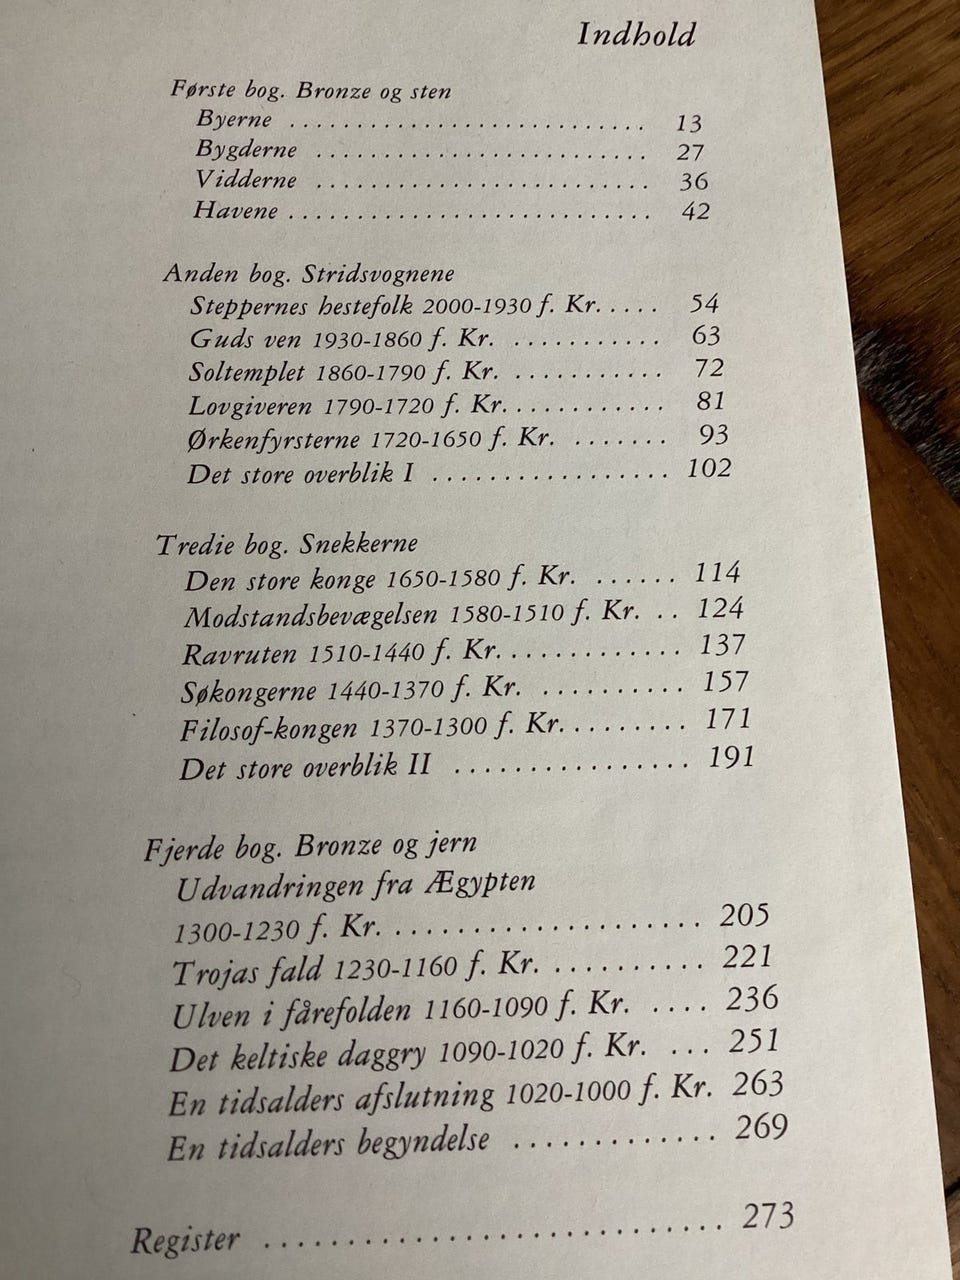 Indhold
Første bog. Bronze og sten
Byerne ........................... 13
Bygderne ......................... 27
Vidderne ......................... 36
Havene ........................... 42
Anden bog. Stridsvognene
Steppernes hestefolk 2000-1930 f. Kr. .... 54
Guds ven 1930-1860 f. Kr. ........... 63
Soltemplet 1860-1790 f. Kr. ........... 72
Lovgiveren 1790-1720 f. Kr. ........... 81
Ørkenfyrsterne 1720-1650 f. Kr. ....... 93
Det store overblik I ................. 102
Tredie bog. Snekkerne
Den store konge 1650-1580 f. Kr. ...... 114
Modstandsbevægelsen 1580-1510 f. Kr. .. 124
Ravruten 1510-1440 f. Kr. ............. 137
Søkongerne 1440-1370 f. Kr. .......... 157
Filosof-kongen 1370-1300 f. Kr. ........ 171
Det store overblik II ................ 191
Fjerde bog. Bronze og jern
Udvandringen fra Ægypten
1300-1230 f. Kr. ...................... 205
Trojas fald 1230-1160 f. Kr. ........... 221
Ulven i fårefolden 1160-1090 f. Kr. .... 236
Det keltiske daggry 1090-1020 f. Kr. ... 251
En tidsalders afslutning 1020-1000 f. Kr. 263
En tidsalders begyndelse ............. 269
Register ............................ 273